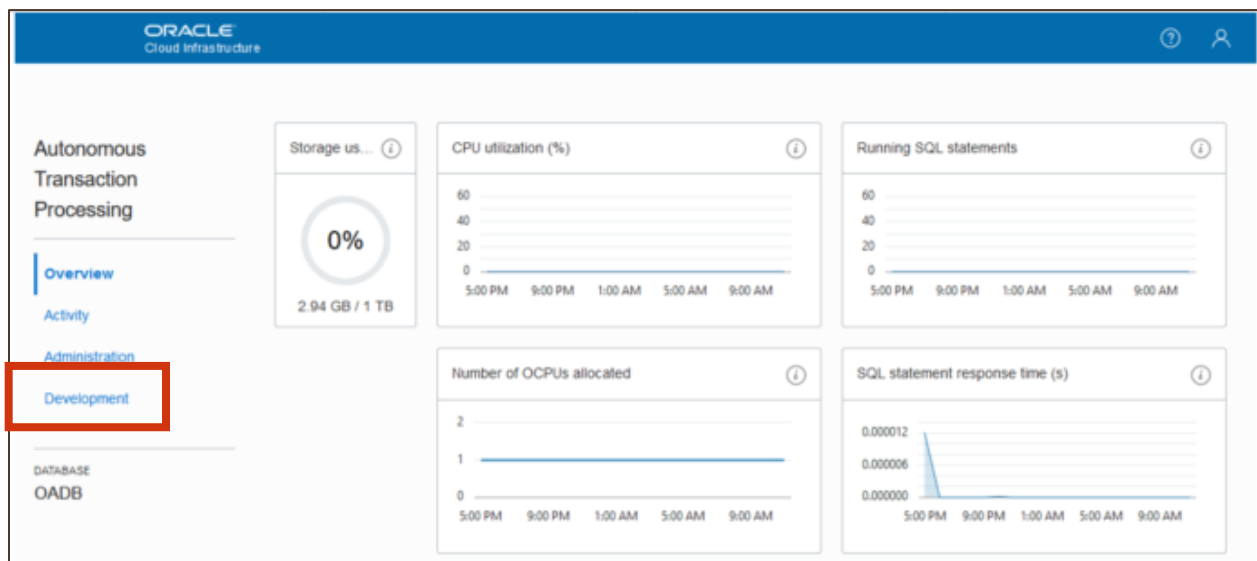 ORACLE
Cloud Infrastructure
Autonomous
Transaction
Processing
Overview
Activity
Administration
Development
DATABASE
OADB
Storage us...
0%
2.94 GB / 1 TB
CPU utilization (%)
60
40
20
0
5:00 PM 9:00 PM 1:00 AM 5:00 AM 9:00 AM
Running SQL statements
60
40
20
0
5:00 PM 9:00 PM 1:00 AM 5:00 AM 9:00 AM
Number of OCPUs allocated
2
1
0
5:00 PM 9:00 PM 1:00 AM 5:00 AM 9:00 AM
SQL statement response time (s)
0.000012
0.000006
0.000000
5:00 PM 9:00 PM 1:00 AM 5:00 AM 9:00 AM